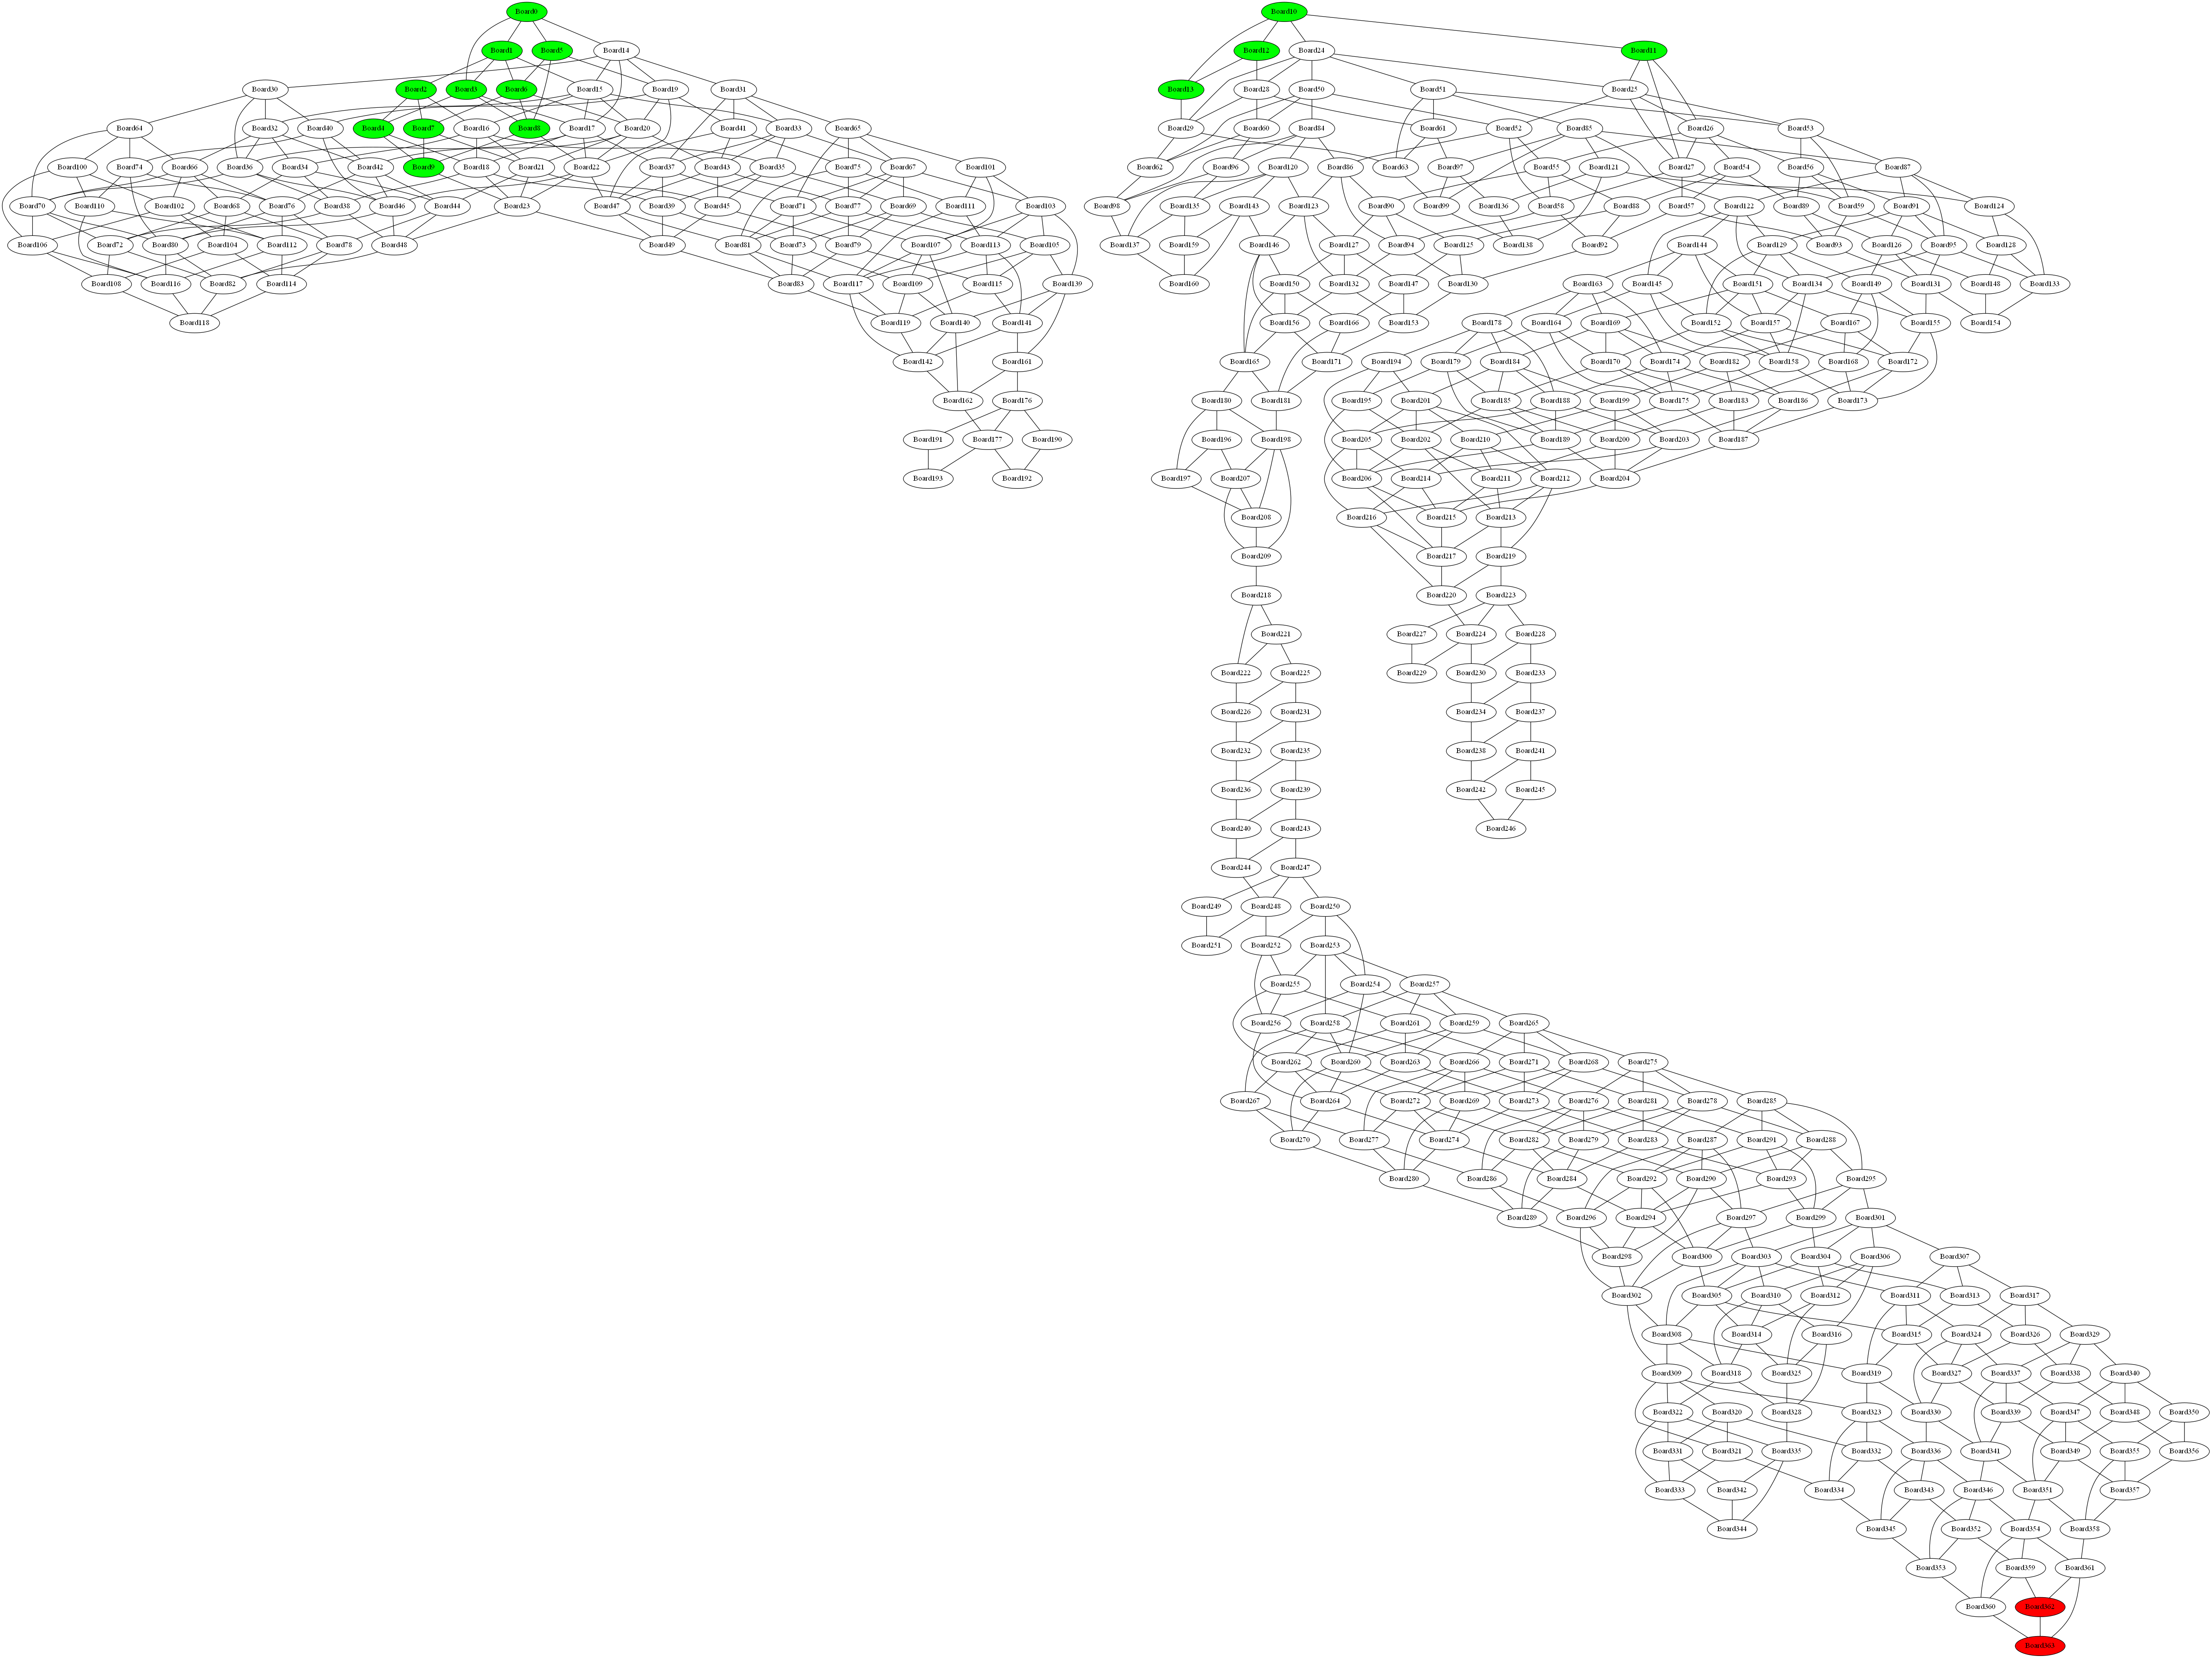 Board0 Board10
Board1 Board5 Board14 Board12 Board24 Board11
Board30 Board2 Board3 Board6 Board15 Board19 Board31 Board13 Board28 Board50 Board51 Board25
Board64 Board32 Board40 Board4 Board7 Board16 Board8 Board17 Board20 Board41 Board33 Board65 Board29 Board60 Board84 Board61 Board52 Board85 Board26 Board53
Board100 Board74 Board66 Board36 Board34 Board42 Board9 Board18 Board21 Board22 Board37 Board43 Board35 Board75 Board67 Board101 Board62 Board96 Board120 Board63 Board86 Board97 Board55 Board121 Board27 Board54 Board56 Board87
Board70 Board110 Board102 Board68 Board76 Board38 Board46 Board44 Board23 Board47 Board39 Board45 Board71 Board77 Board69 Board111 Board103 Board98 Board135 Board143 Board123 Board90 Board99 Board136 Board58 Board88 Board57 Board122 Board89 Board59 Board91 Board124
Board106 Board72 Board80 Board104 Board112 Board78 Board48 Board49 Board81 Board73 Board79 Board107 Board113 Board105 Board137 Board159 Board146 Board127 Board94 Board125 Board138 Board92 Board144 Board129 Board93 Board126 Board95 Board128
Board108 Board116 Board82 Board114 Board83 Board117 Board109 Board115 Board139 Board160 Board150 Board132 Board147 Board130 Board163 Board145 Board151 Board134 Board149 Board131 Board148 Board133
Board118 Board119 Board140 Board141 Board156 Board166 Board153 Board178 Board164 Board169 Board152 Board157 Board167 Board155 Board154
Board142 Board161 Board165 Board171 Board194 Board179 Board184 Board170 Board174 Board182 Board158 Board168 Board172
Board162 Board176 Board180 Board181 Board195 Board201 Board185 Board188 Board199 Board175 Board183 Board186 Board173
Board191 Board177 Board190 Board196 Board198 Board205 Board202 Board210 Board189 Board200 Board203 Board187
Board193 Board192 Board197 Board207 Board206 Board214 Board211 Board212 Board204
Board208 Board216 Board215 Board213
Board209 Board217 Board219
Board218 Board220 Board223
Board221 Board227 Board224 Board228
Board222 Board225 Board229 Board230 Board233
Board226 Board231 Board234 Board237
Board232 Board235 Board238 Board241
Board236 Board239 Board242 Board245
Board240 Board243 Board246
Board244 Board247
Board249 Board248 Board250
Board251 Board252 Board253
Board255 Board254 Board257
Board256 Board258 Board261 Board259 Board265
Board262 Board260 Board263 Board266 Board271 Board268 Board275
Board267 Board264 Board272 Board269 Board273 Board276 Board281 Board278 Board285
Board270 Board277 Board274 Board282 Board279 Board283 Board287 Board291 Board288
Board280 Board286 Board284 Board292 Board290 Board293 Board295
Board289 Board296 Board294 Board297 Board299 Board301
Board298 Board300 Board303 Board304 Board306 Board307
Board302 Board305 Board310 Board312 Board311 Board313 Board317
Board308 Board314 Board316 Board315 Board324 Board326 Board329
Board309 Board318 Board325 Board319 Board327 Board337 Board338 Board340
Board322 Board320 Board328 Board323 Board330 Board339 Board347 Board348 Board350
Board331 Board321 Board335 Board332 Board336 Board341 Board349 Board355 Board356
Board333 Board342 Board334 Board343 Board346 Board351 Board357
Board344 Board345 Board352 Board354 Board358
Board353 Board359 Board361
Board360 Board362
Board363